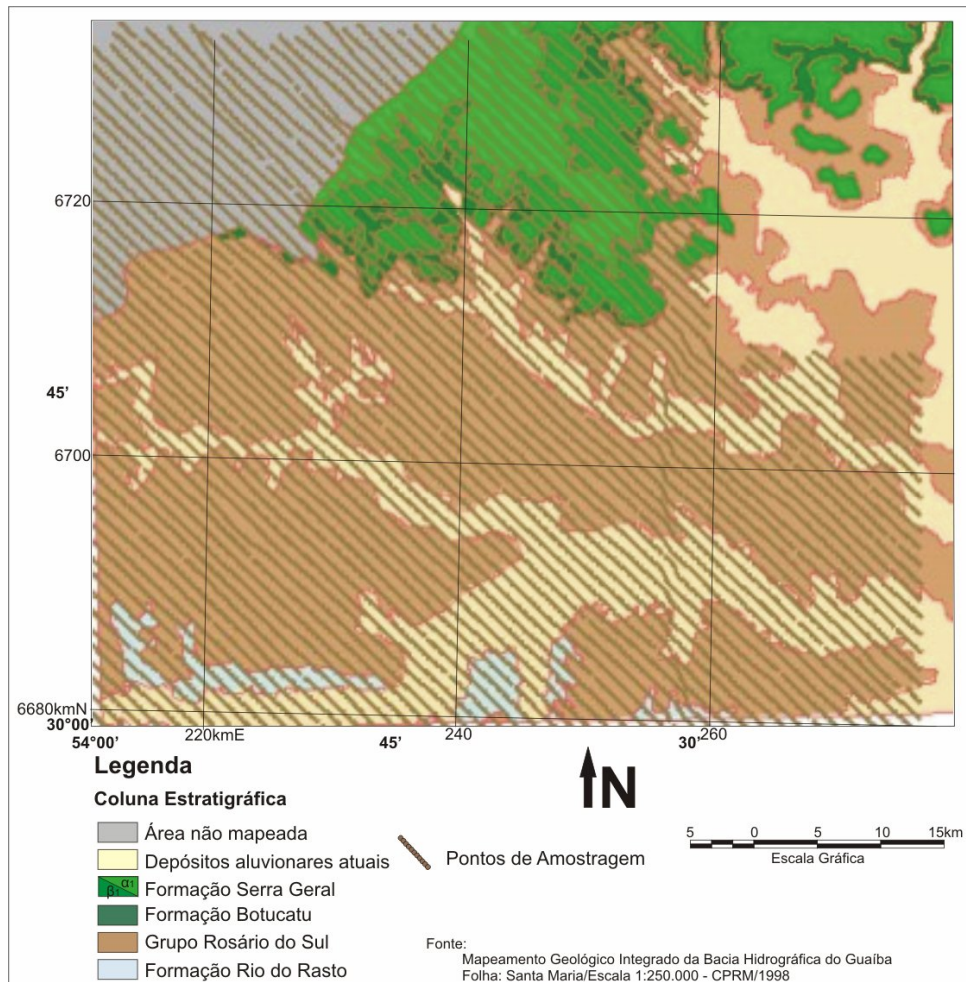 6720
45'
6700
6680kmN
30°00'
54°00'
220kmE
45'
240
30'
260
N
Legenda
Coluna Estratigráfica
Área não mapeada
Depósitos aluvionares atuais
α1
β1
Formação Serra Geral
Formação Botucatu
Grupo Rosário do Sul
Formação Rio do Rasto
Pontos de Amostragem
5 0 5 10 15km
Escala Gráfica
Fonte:
Mapeamento Geológico Integrado da Bacia Hidrográfica do Guaíba
Folha: Santa Maria/Escala 1:250.000 - CPRM/1998